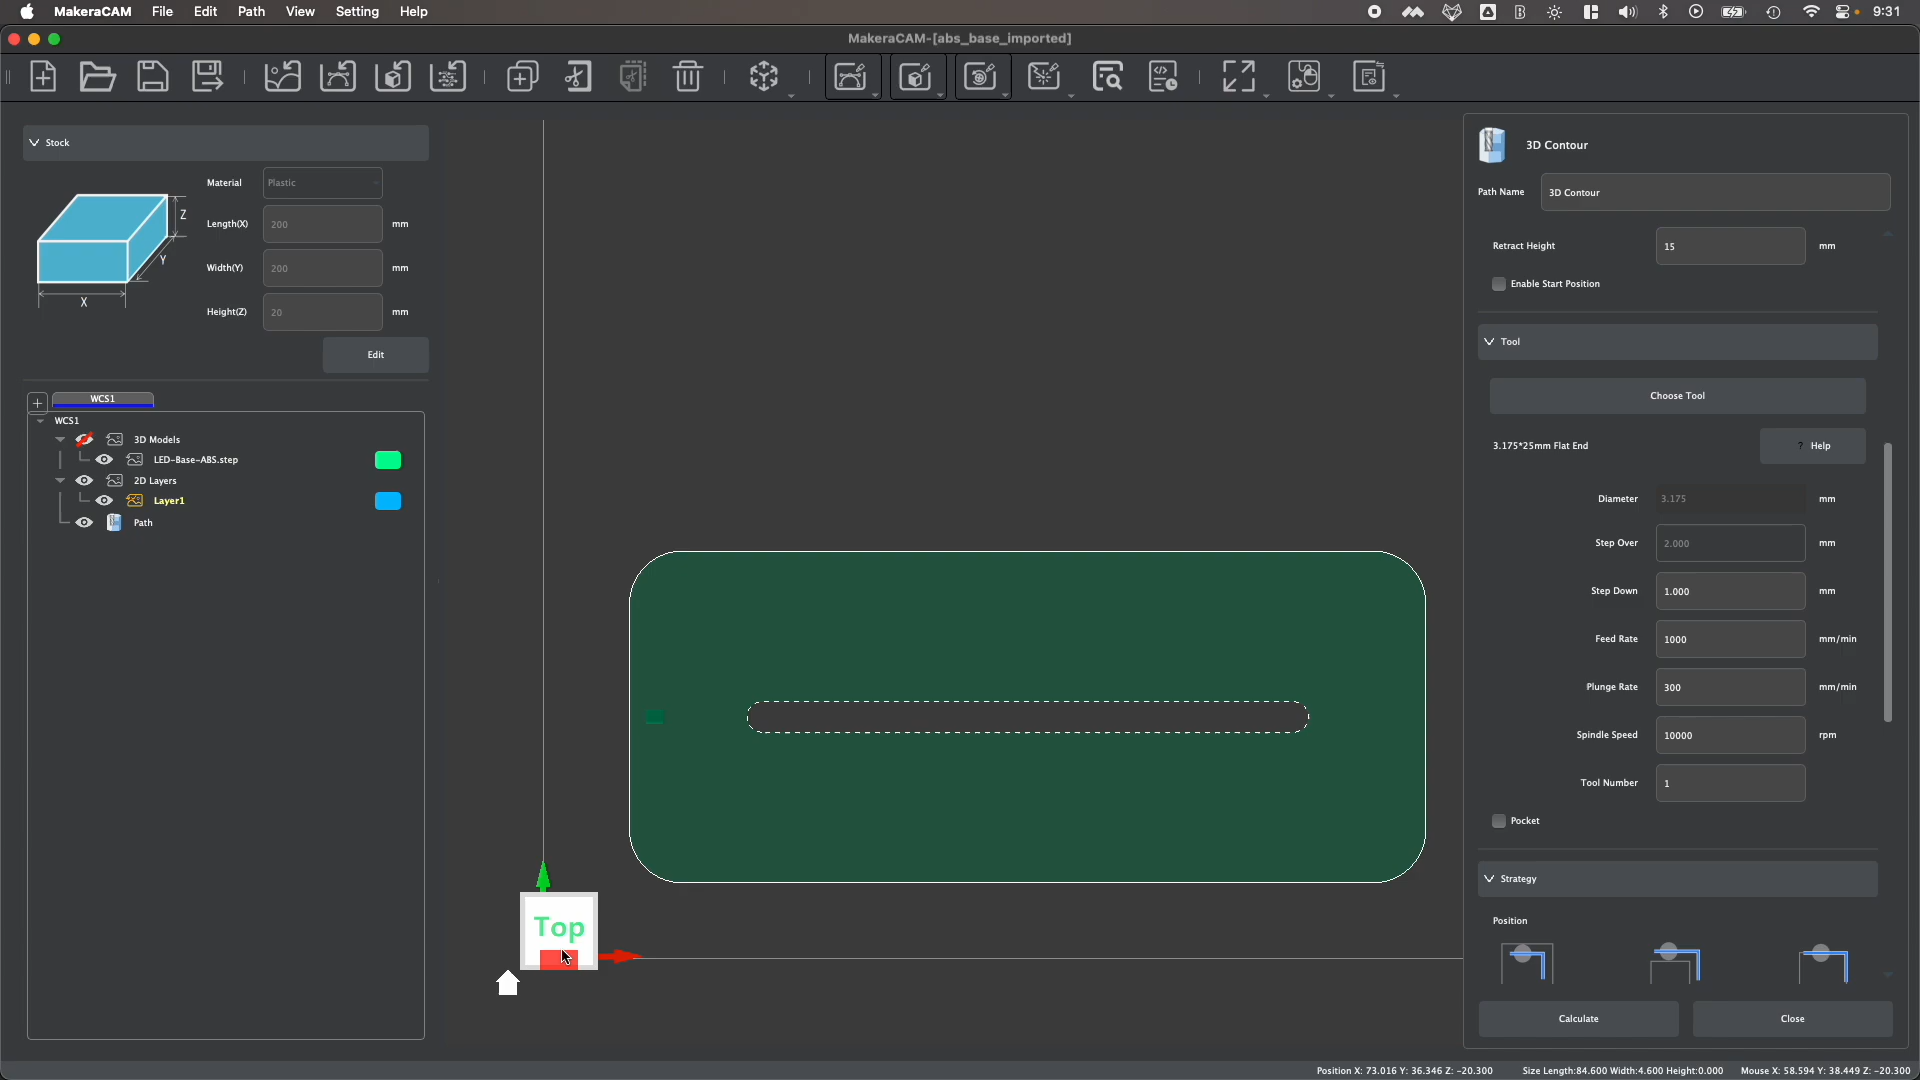 MakeraCAM File Edit Path View Setting Help 9:31
MakeraCAM-[abs_base_imported]
Stock
Material Plastic
Length(X) 200 mm
Width(Y) 200 mm
Height(Z) 20 mm
Z
Y
X
Edit
+ WCS1
WCS1
3D Models
LED-Base-ABS.step
2D Layers
Layer1
Path
Top
3D Contour
Path Name 3D Contour
Retract Height 15 mm
Enable Start Position
Tool
Choose Tool
3.175*25mm Flat End ? Help
Diameter 3.175 mm
Step Over 2.000 mm
Step Down 1.000 mm
Feed Rate 1000 mm/min
Plunge Rate 300 mm/min
Spindle Speed 10000 rpm
Tool Number 1
Pocket
Strategy
Position
Calculate Close
Position X: 73.016 Y: 36.346 Z: -20.300 Size Length:84.600 Width:4.600 Height:0.000 Mouse X: 58.594 Y: 38.449 Z: -20.300